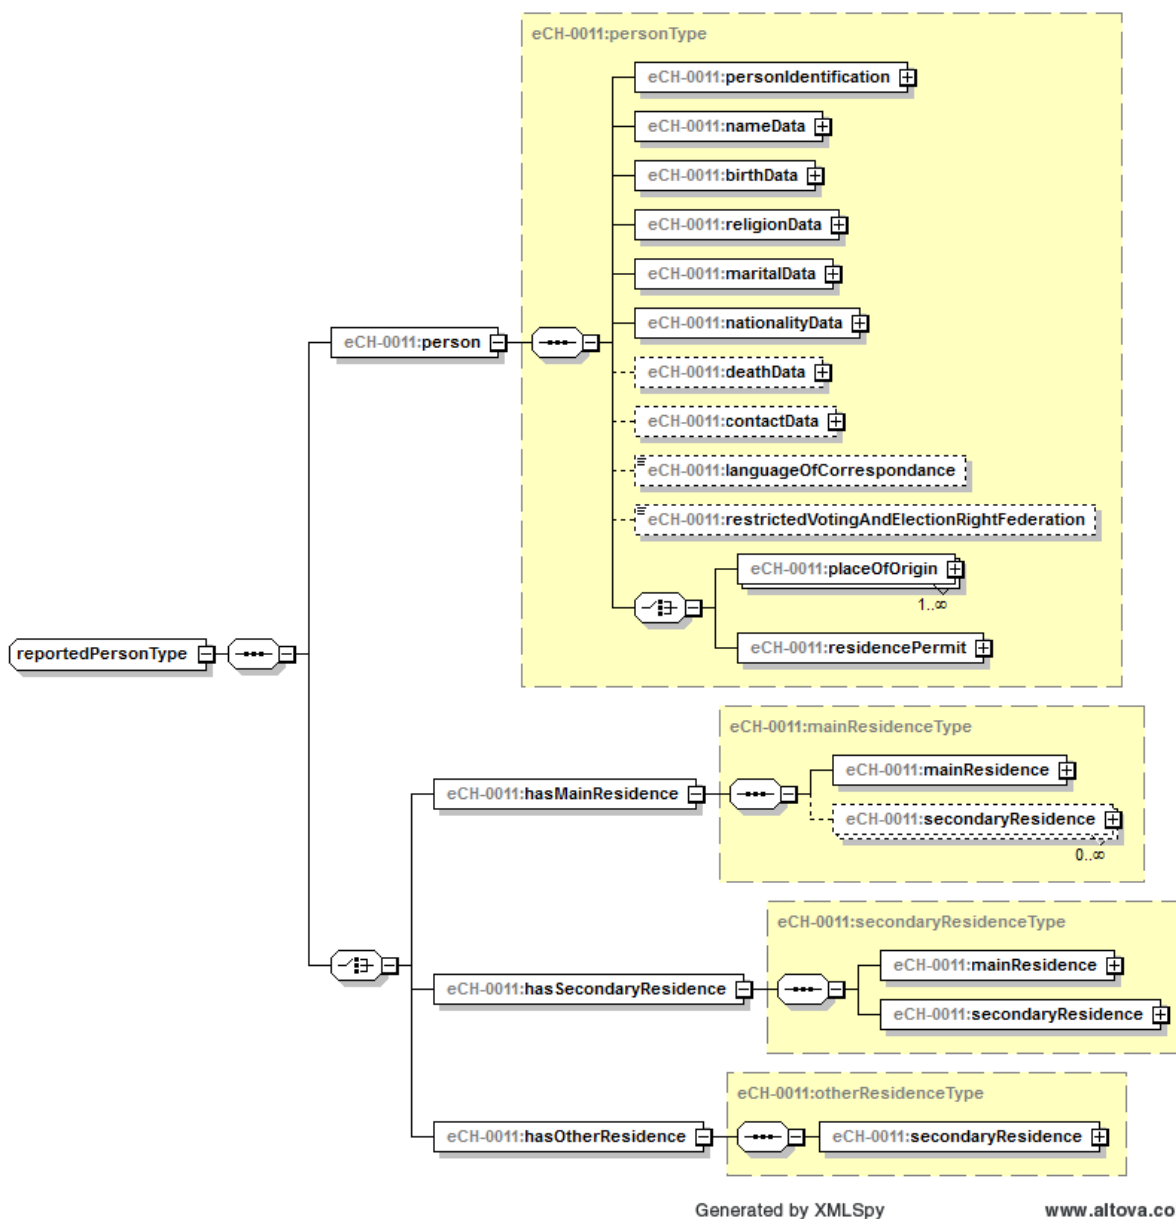 eCH-0011:personType
eCH-0011:personIdentification
eCH-0011:nameData
eCH-0011:birthData
eCH-0011:religionData
eCH-0011:maritalData
eCH-0011:person
eCH-0011:nationalityData
eCH-0011:deathData
eCH-0011:contactData
eCH-0011:languageOfCorrespondance
eCH-0011:restrictedVotingAndElectionRightFederation
eCH-0011:placeOfOrigin
1..∞
eCH-0011:residencePermit
reportedPersonType
eCH-0011:mainResidenceType
eCH-0011:mainResidence
eCH-0011:hasMainResidence
eCH-0011:secondaryResidence
0..∞
eCH-0011:secondaryResidenceType
eCH-0011:mainResidence
eCH-0011:hasSecondaryResidence
eCH-0011:secondaryResidence
eCH-0011:otherResidenceType
eCH-0011:hasOtherResidence
eCH-0011:secondaryResidence
Generated by XMLSpy www.altova.co